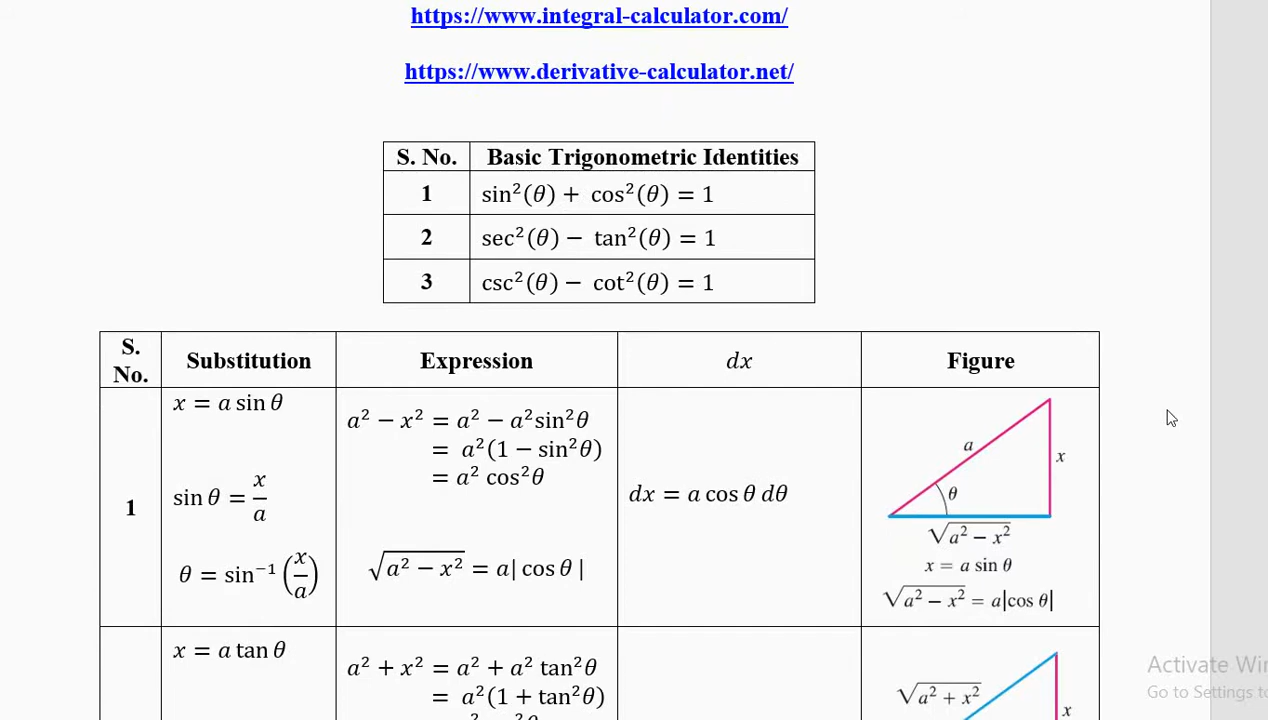 https://www.integral-calculator.com/
https://www.derivative-calculator.net/
S. No. Basic Trigonometric Identities
1 sin²(θ) + cos²(θ) = 1
2 sec²(θ) − tan²(θ) = 1
3 csc²(θ) − cot²(θ) = 1
S. No. Substitution Expression dx Figure
1
x = a sin θ
sin θ = x/a
θ = sin⁻¹(x/a)
a² − x² = a² − a²sin²θ
= a²(1 − sin²θ)
= a² cos²θ
√(a² − x²) = a| cos θ |
dx = a cos θ dθ
a
x
θ
√(a² − x²)
x = a sin θ
√(a² − x²) = a|cos θ|
x = a tan θ
a² + x² = a² + a² tan²θ
= a²(1 + tan²θ)
√(a² + x²)
x
Activate Win
Go to Settings to